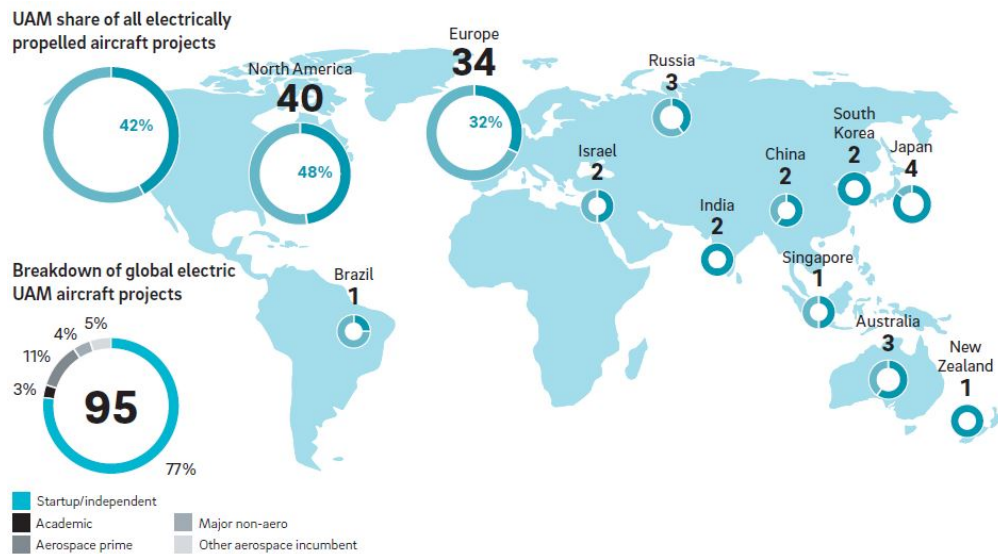 UAM share of all electrically
propelled aircraft projects
42%
North America
40
48%
Europe
34
32%
Russia
3
Israel
2
India
2
China
2
South
Korea
2
Japan
4
Singapore
1
Australia
3
New
Zealand
1
Brazil
1
Breakdown of global electric
UAM aircraft projects
5%
4%
11%
3%
95
77%
Startup/independent
Academic
Aerospace prime
Major non-aero
Other aerospace incumbent